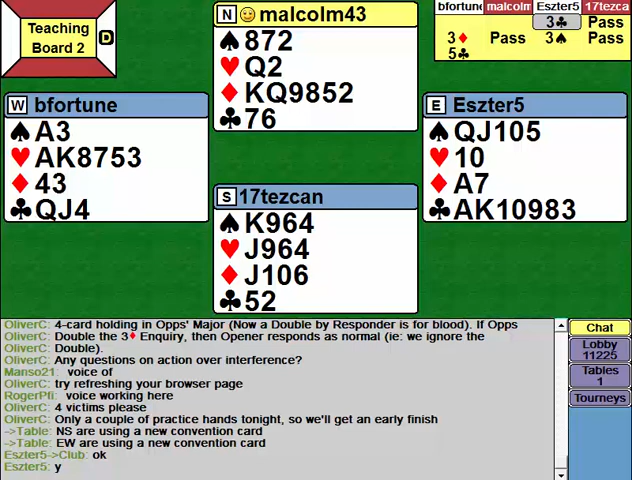 Teaching
Board 2
D
N malcolm43
♠ 872
♥ Q2
♦ KQ9852
♣ 76
bfortune malcolm Eszter5 17tezca
3♣ Pass
3♦ Pass 3♠ Pass
5♣
W bfortune
♠ A3
♥ AK8753
♦ 43
♣ QJ4
E Eszter5
♠ QJ105
♥ 10
♦ A7
♣ AK10983
S 17tezcan
♠ K964
♥ J964
♦ J106
♣ 52
OliverC: 4-card holding in Opps' Major (Now a Double by Responder is for blood). If Opps
OliverC: Double the 3♦ Enquiry, then Opener responds as normal (ie: we ignore the
OliverC: Double).
OliverC: Any questions on action over interference?
Manso21: voice of
OliverC: try refreshing your browser page
RogerPfi: voice working here
OliverC: 4 victims please
OliverC: Only a couple of practice hands tonight, so we'll get an early finish
->Table: NS are using a new convention card
->Table: EW are using a new convention card
Eszter5->Club: ok
Eszter5: y
Chat
Lobby
11225
Tables
1
Tourneys